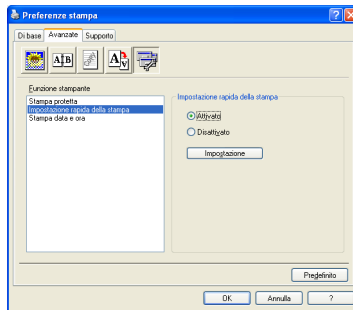 Preferenze stampa
Di base Avanzate Supporto
Funzione stampante
Stampa protetta
Impostazione rapida della stampa
Stampa data e ora
Impostazione rapida della stampa
Attivato
Disattivato
Impostazione
Predefinito
OK Annulla ?